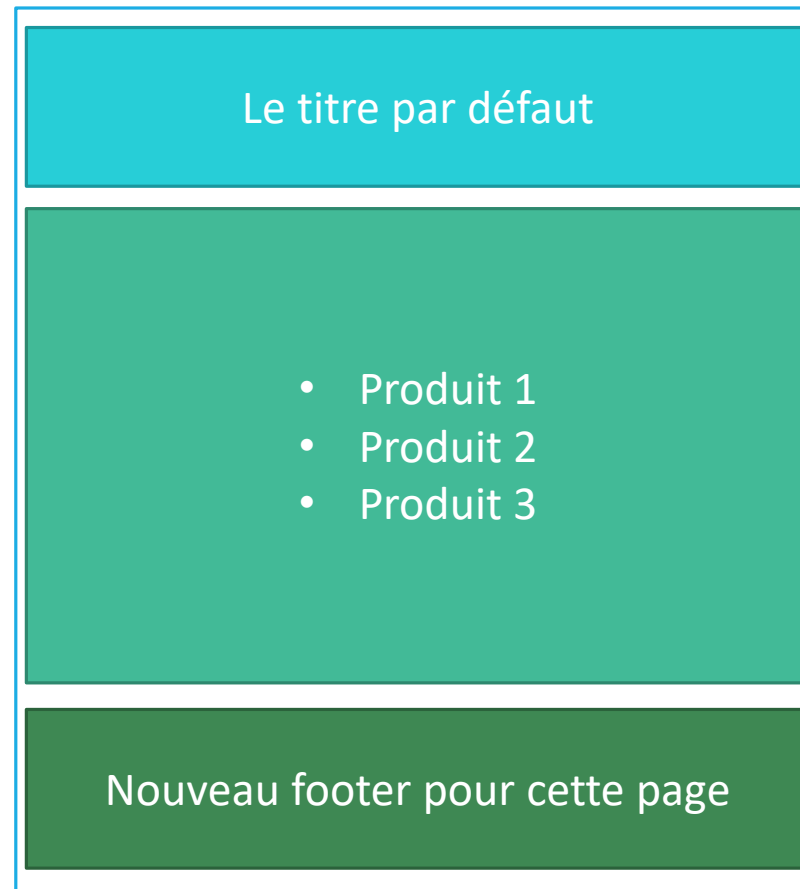 Le titre par défaut
• Produit 1
• Produit 2
• Produit 3
Nouveau footer pour cette page